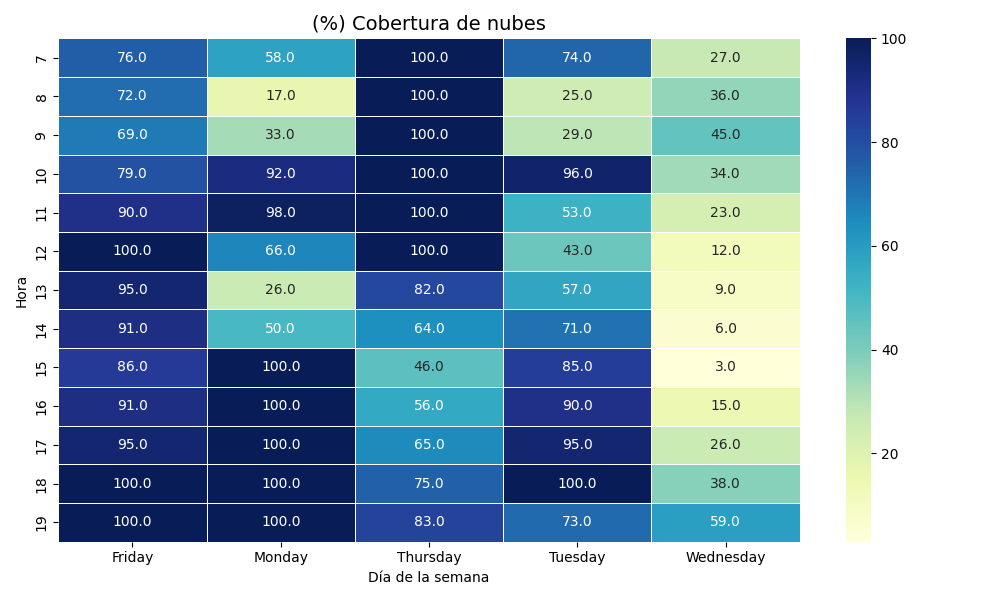 (%) Cobertura de nubes
Hora
7 76.0 58.0 100.0 74.0 27.0
8 72.0 17.0 100.0 25.0 36.0
9 69.0 33.0 100.0 29.0 45.0
10 79.0 92.0 100.0 96.0 34.0
11 90.0 98.0 100.0 53.0 23.0
12 100.0 66.0 100.0 43.0 12.0
13 95.0 26.0 82.0 57.0 9.0
14 91.0 50.0 64.0 71.0 6.0
15 86.0 100.0 46.0 85.0 3.0
16 91.0 100.0 56.0 90.0 15.0
17 95.0 100.0 65.0 95.0 26.0
18 100.0 100.0 75.0 100.0 38.0
19 100.0 100.0 83.0 73.0 59.0
Friday Monday Thursday Tuesday Wednesday
Día de la semana
100
80
60
40
20